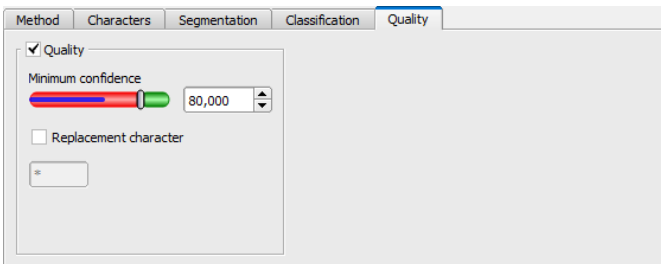 Method Characters Segmentation Classification Quality
Quality
Minimum confidence
80,000
Replacement character
*